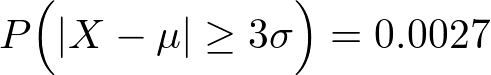 P(|X − μ| ≥ 3σ) = 0.0027